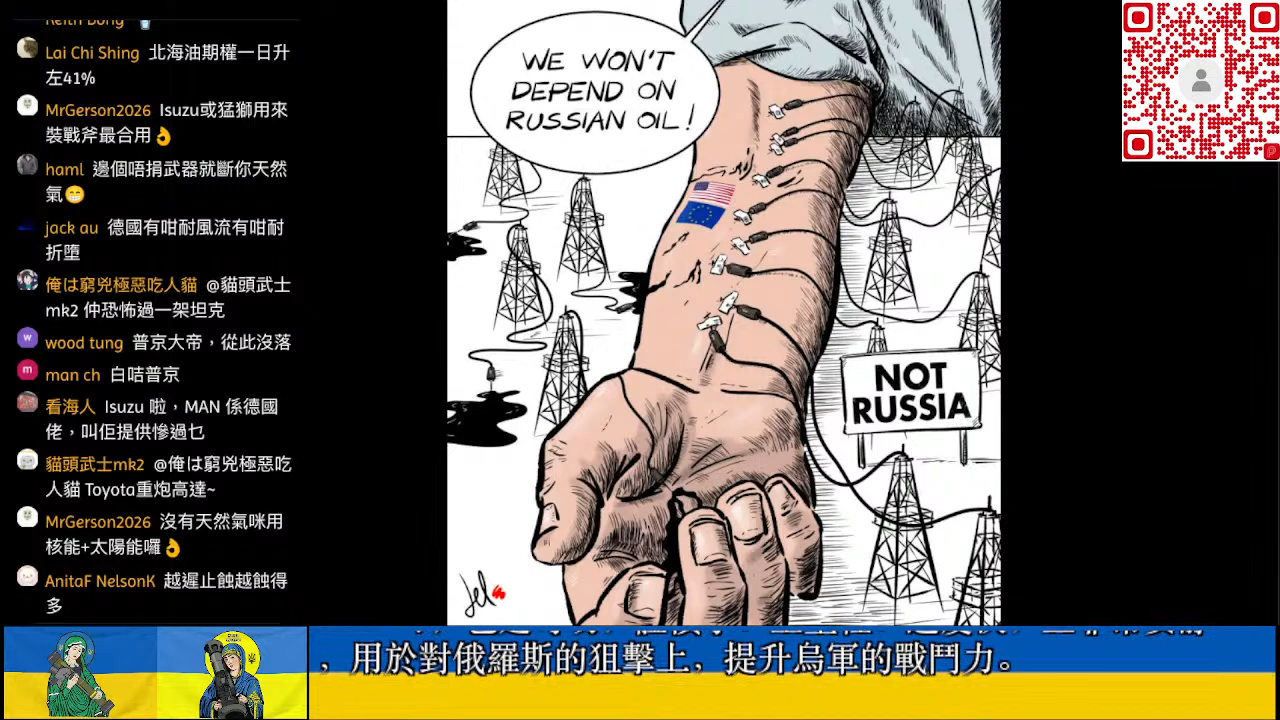 Keith Dong
Lai Chi Shing 北海油期權一日升
左41%
MrGerson2026 Isuzu或猛獅用來
裝戰斧最合用👌
haml 邊個唔捐武器就斷你天然
氣😁
jack au 德國有咁耐風流有咁耐
折墮
俺は窮兇極惡吃人貓 @貓頭武士
mk2 仲恐怖過一架坦克
wood tung 普京大帝，從此沒落
man ch 白唔普京
看海人 Isuzu 啦，MAN 係德國
佬，叫佢提供慘過乜
貓頭武士mk2 @俺は窮兇極惡吃
人貓 Toyota重炮高達~
MrGerson2026 沒有天然氣咪用
核能+太陽能囉👌
AnitaF NelsonK 越遲止蝕越蝕得
多
WE WON'T
DEPEND ON
RUSSIAN OIL!
NOT
RUSSIA
，用於對俄羅斯的狙擊上，提升烏軍的戰鬥力。